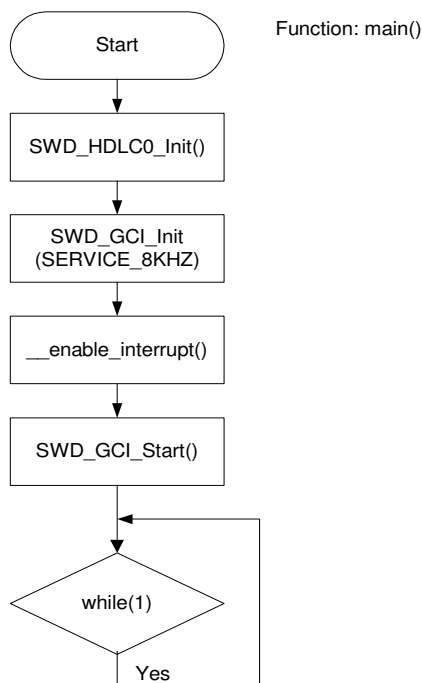 Function: main()
Start
SWD_HDLC0_Init()
SWD_GCI_Init
(SERVICE_8KHZ)
__enable_interrupt()
SWD_GCI_Start()
while(1)
Yes